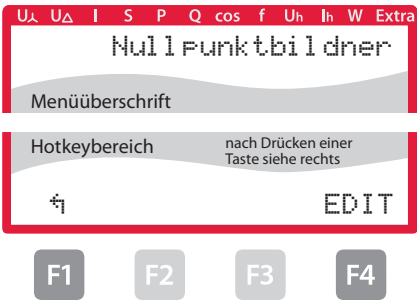 U⅄ U△ I S P Q cos f Uh Ih W Extra
Nullpunktbildner
Menüüberschrift
Hotkeybereich
nach Drücken einer
Taste siehe rechts
EDIT
F1 F2 F3 F4